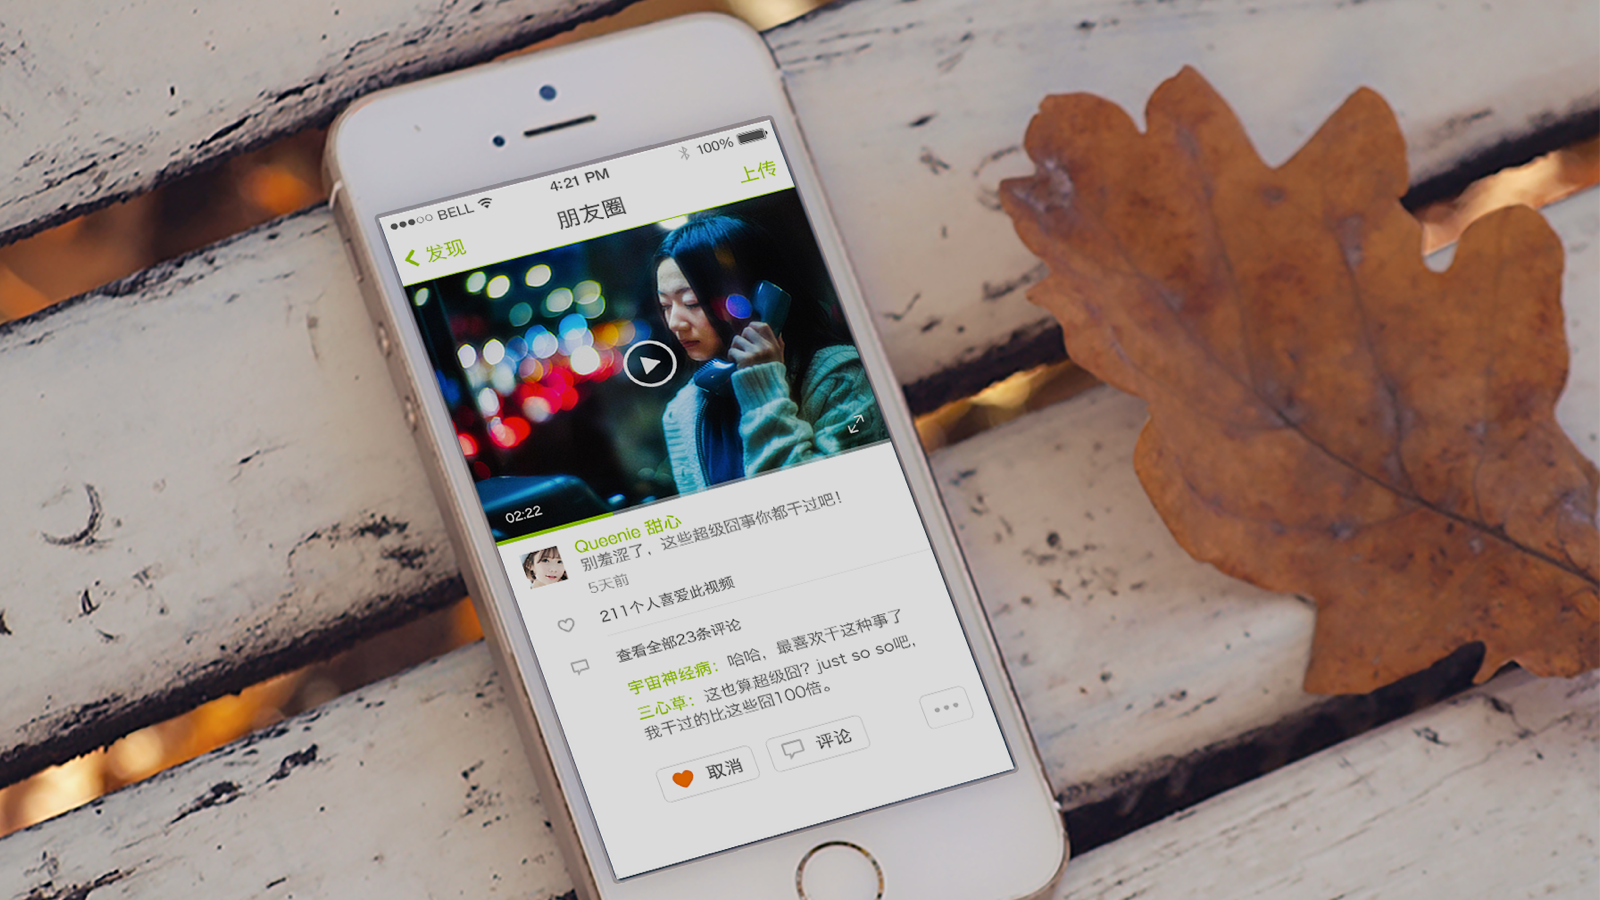 BELL
4:21 PM
100%
发现
朋友圈
上传
02:22
Queenie 甜心
别羞涩了，这些超级囧事你都干过吧！
5天前
211个人喜爱此视频
查看全部23条评论
宇宙神经病：哈哈，最喜欢干这种事了
三心草：这也算超级囧？just so so吧，
我干过的比这些囧100倍。
取消
评论